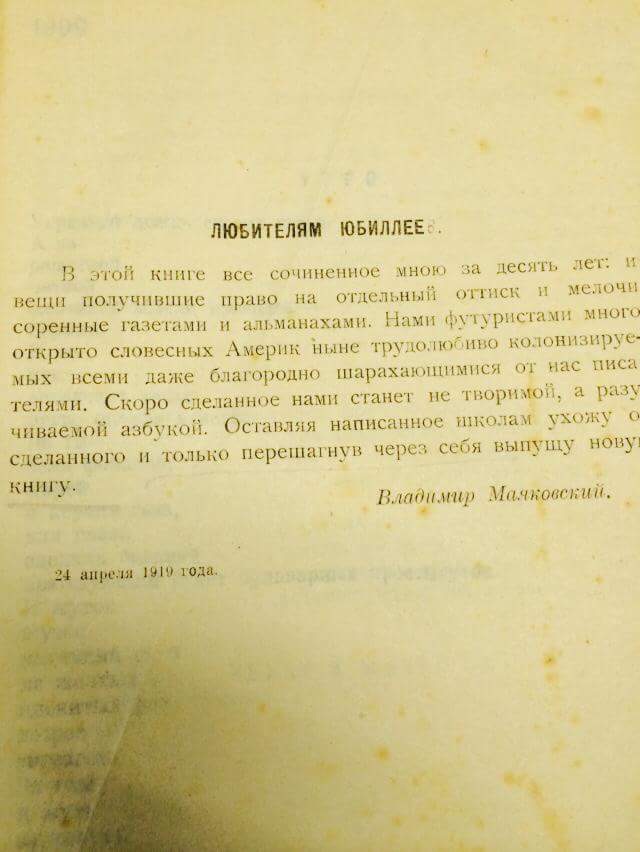 ЛЮБИТЕЛЯМ ЮБИЛЛЕЕВ.
В этой книге все сочиненное мною за десять лет: и
вещи получившие право на отдельный оттиск и мелочи
соренные газетами и альманахами. Нами футуристами много
открыто словесных Америк ныне трудолюбиво колонизируе-
мых всеми даже благородно шарахающимися от нас писа
телями. Скоро сделанное нами станет не творимой, а разу
чиваемой азбукой. Оставляя написанное школам ухожу о
сделанного и только перешагнув через себя выпущу нову
книгу.
Владимир Маяковский.
24 апреля 1919 года.